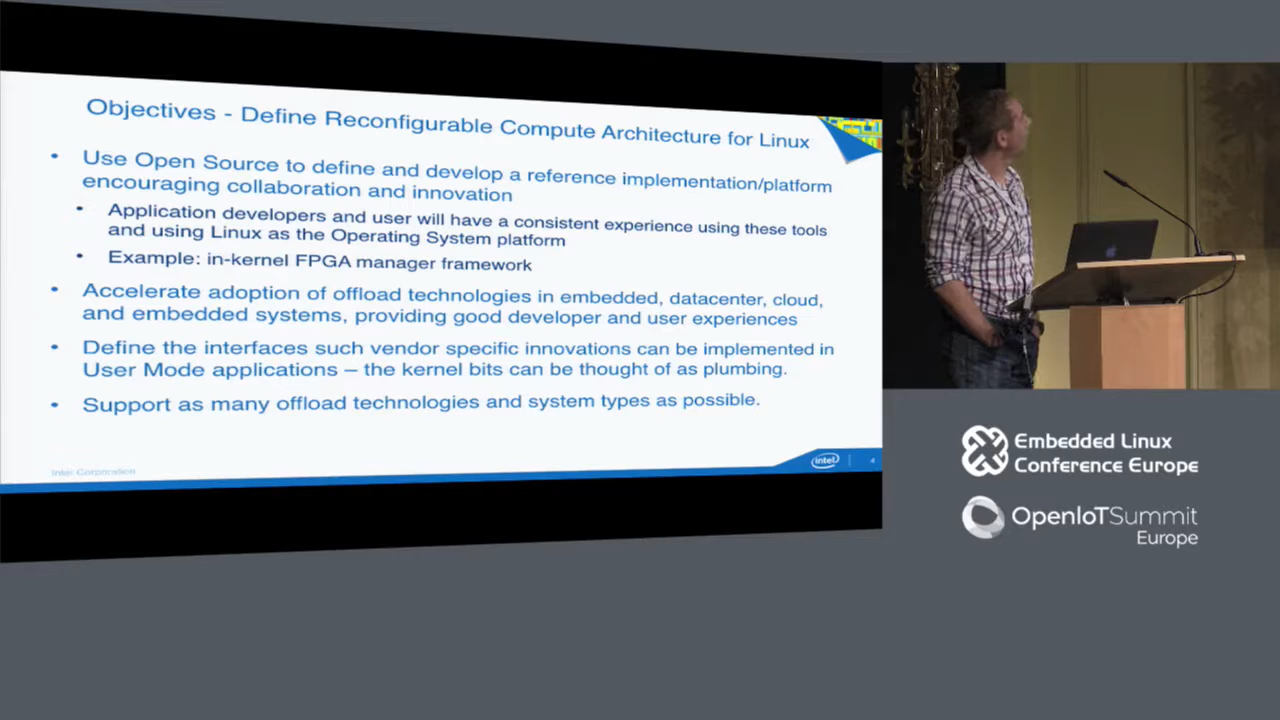 Objectives - Define Reconfigurable Compute Architecture for Linux
• Use Open Source to define and develop a reference implementation/platform
encouraging collaboration and innovation
• Application developers and user will have a consistent experience using these tools
and using Linux as the Operating System platform
• Example: in-kernel FPGA manager framework
• Accelerate adoption of offload technologies in embedded, datacenter, cloud,
and embedded systems, providing good developer and user experiences
• Define the interfaces such vendor specific innovations can be implemented in
User Mode applications – the kernel bits can be thought of as plumbing.
• Support as many offload technologies and system types as possible.
Intel Corporation
intel
4
Embedded Linux
Conference Europe
OpenIoTSummit
Europe